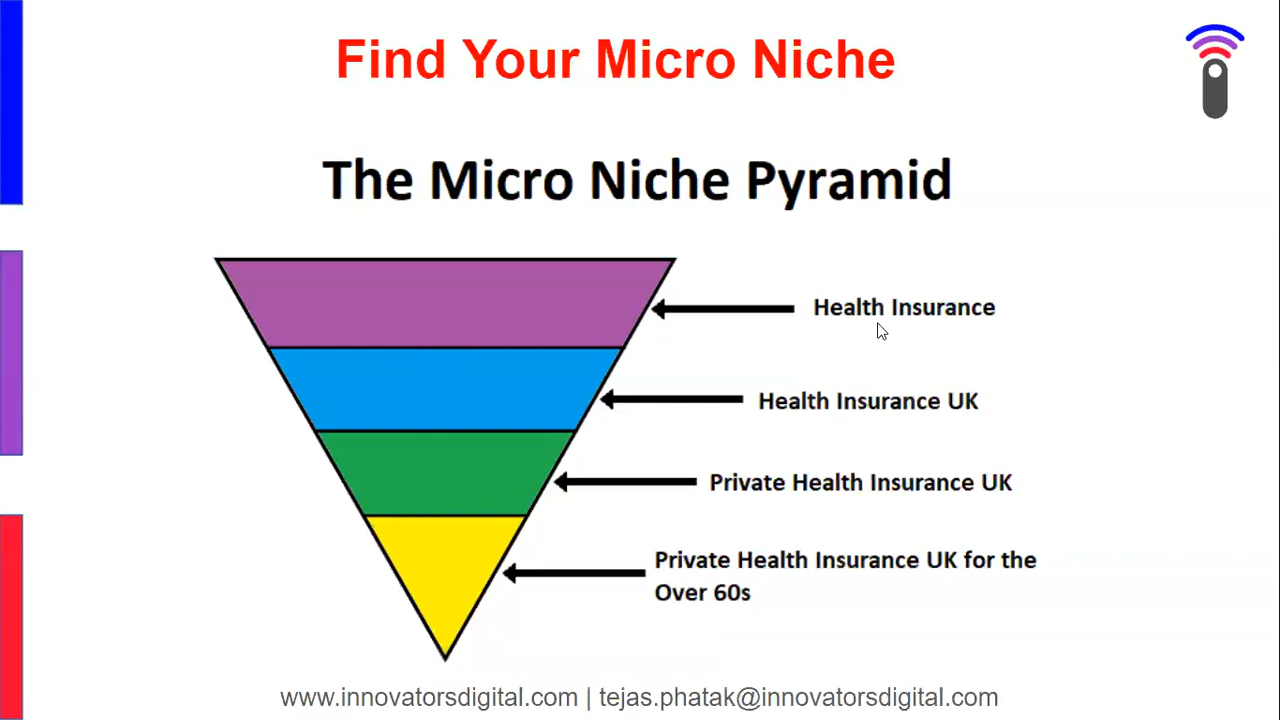 Find Your Micro Niche
The Micro Niche Pyramid
Health Insurance
Health Insurance UK
Private Health Insurance UK
Private Health Insurance UK for the
Over 60s
www.innovatorsdigital.com | tejas.phatak@innovatorsdigital.com